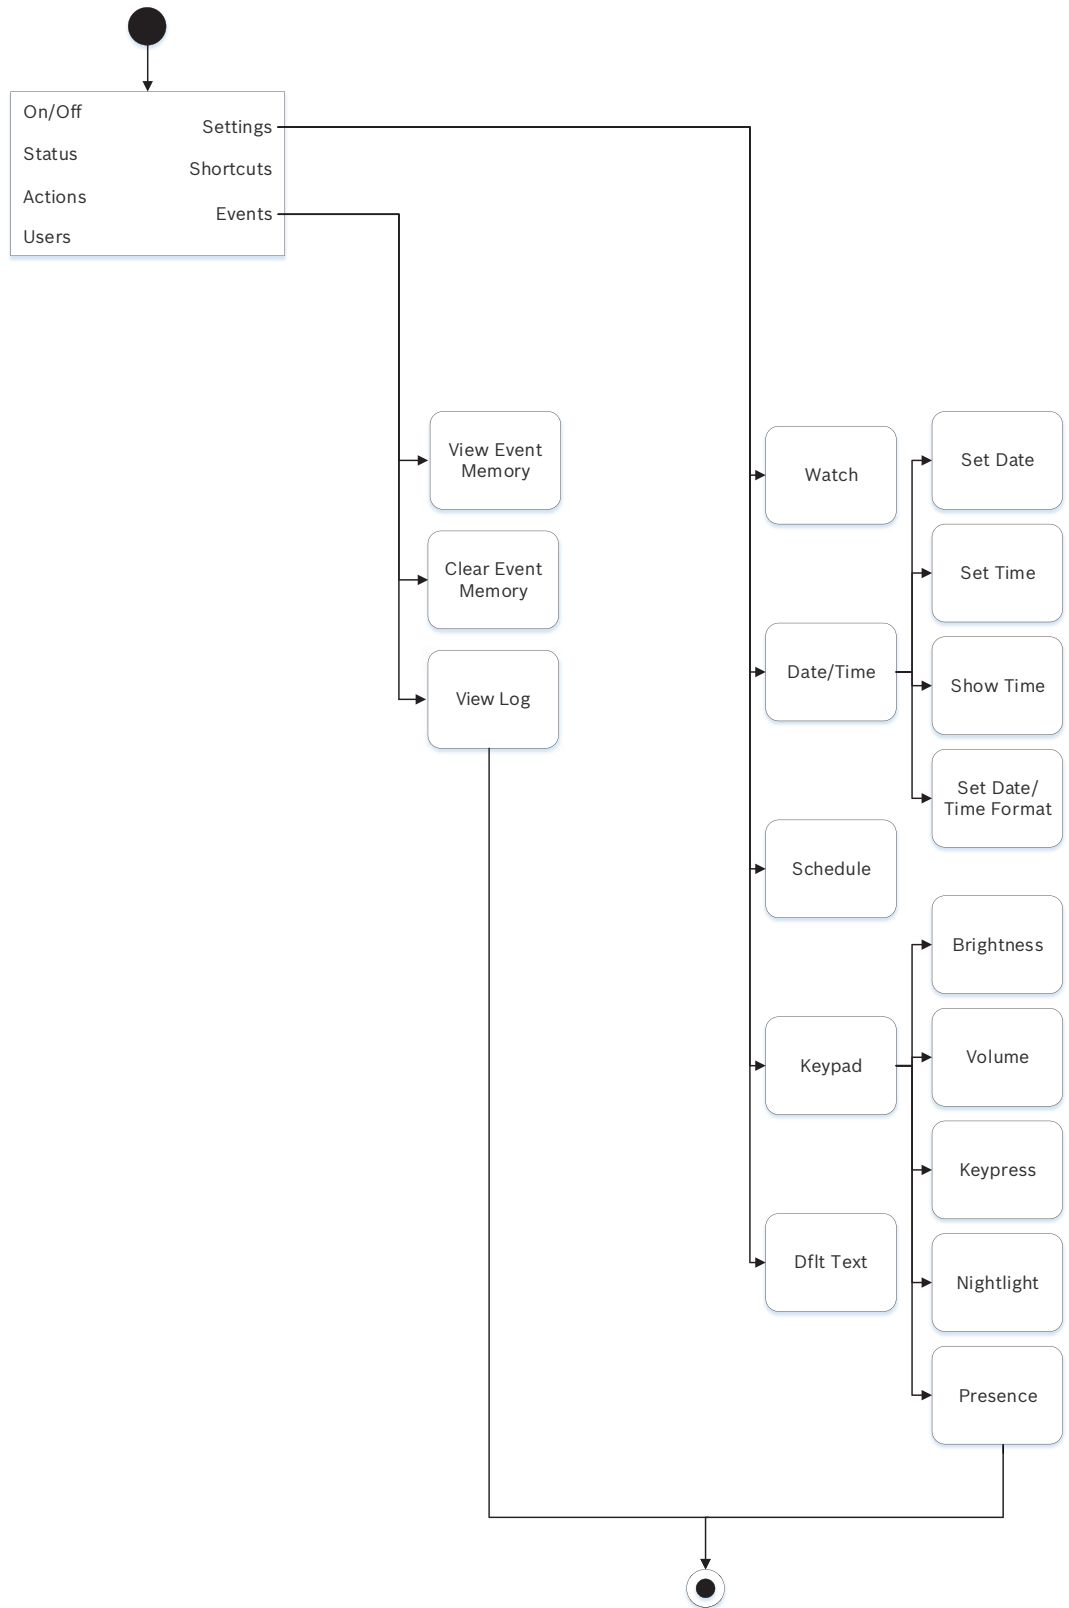 On/Off
Status
Actions
Users
Settings
Shortcuts
Events
View Event
Memory
Clear Event
Memory
View Log
Watch
Date/Time
Schedule
Keypad
Dflt Text
Set Date
Set Time
Show Time
Set Date/
Time Format
Brightness
Volume
Keypress
Nightlight
Presence